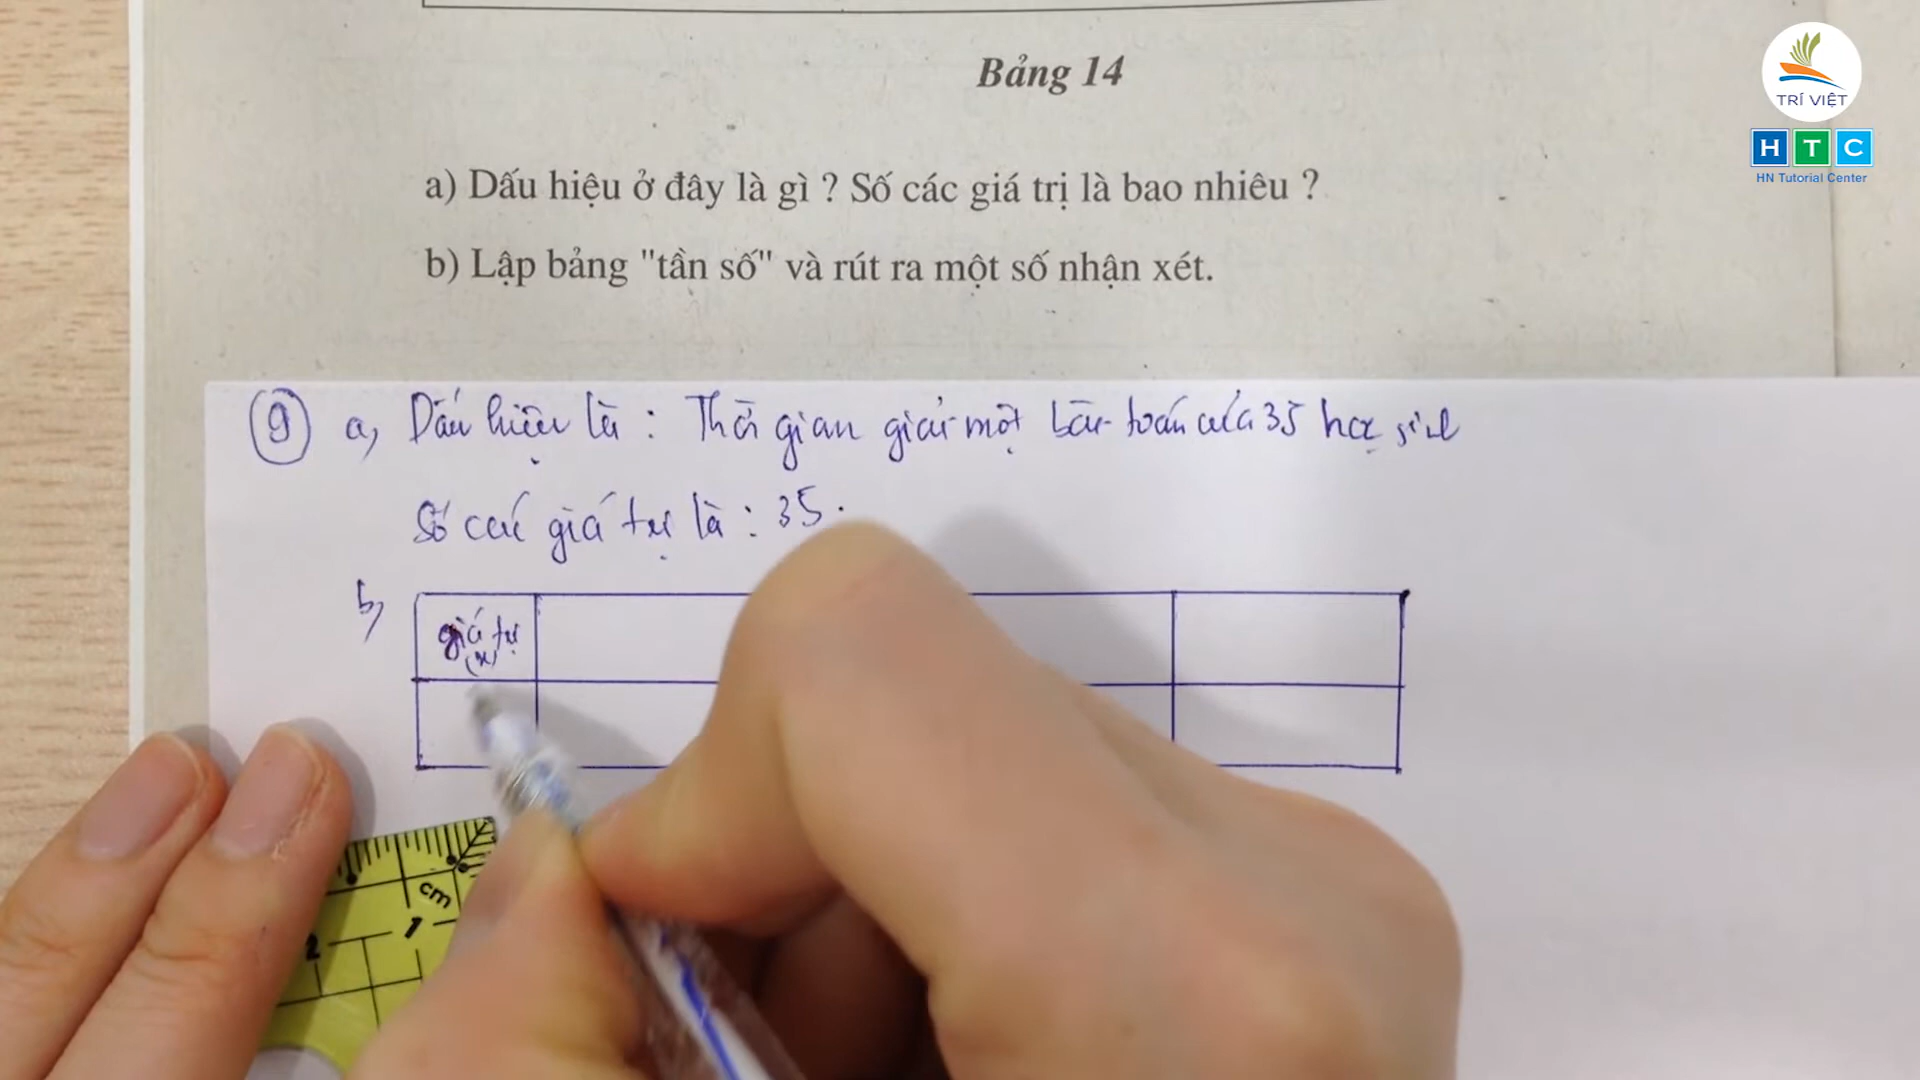 Bảng 14
TRÍ VIỆT
H T C
HN Tutorial Center
a) Dấu hiệu ở đây là gì ? Số các giá trị là bao nhiêu ?
b) Lập bảng "tần số" và rút ra một số nhận xét.
9 a, Dấu hiệu là : Thời gian giải một bài toán của 35 học sinh
Số các giá trị là : 35.
b,
giá trị
(x)
cm
2 1